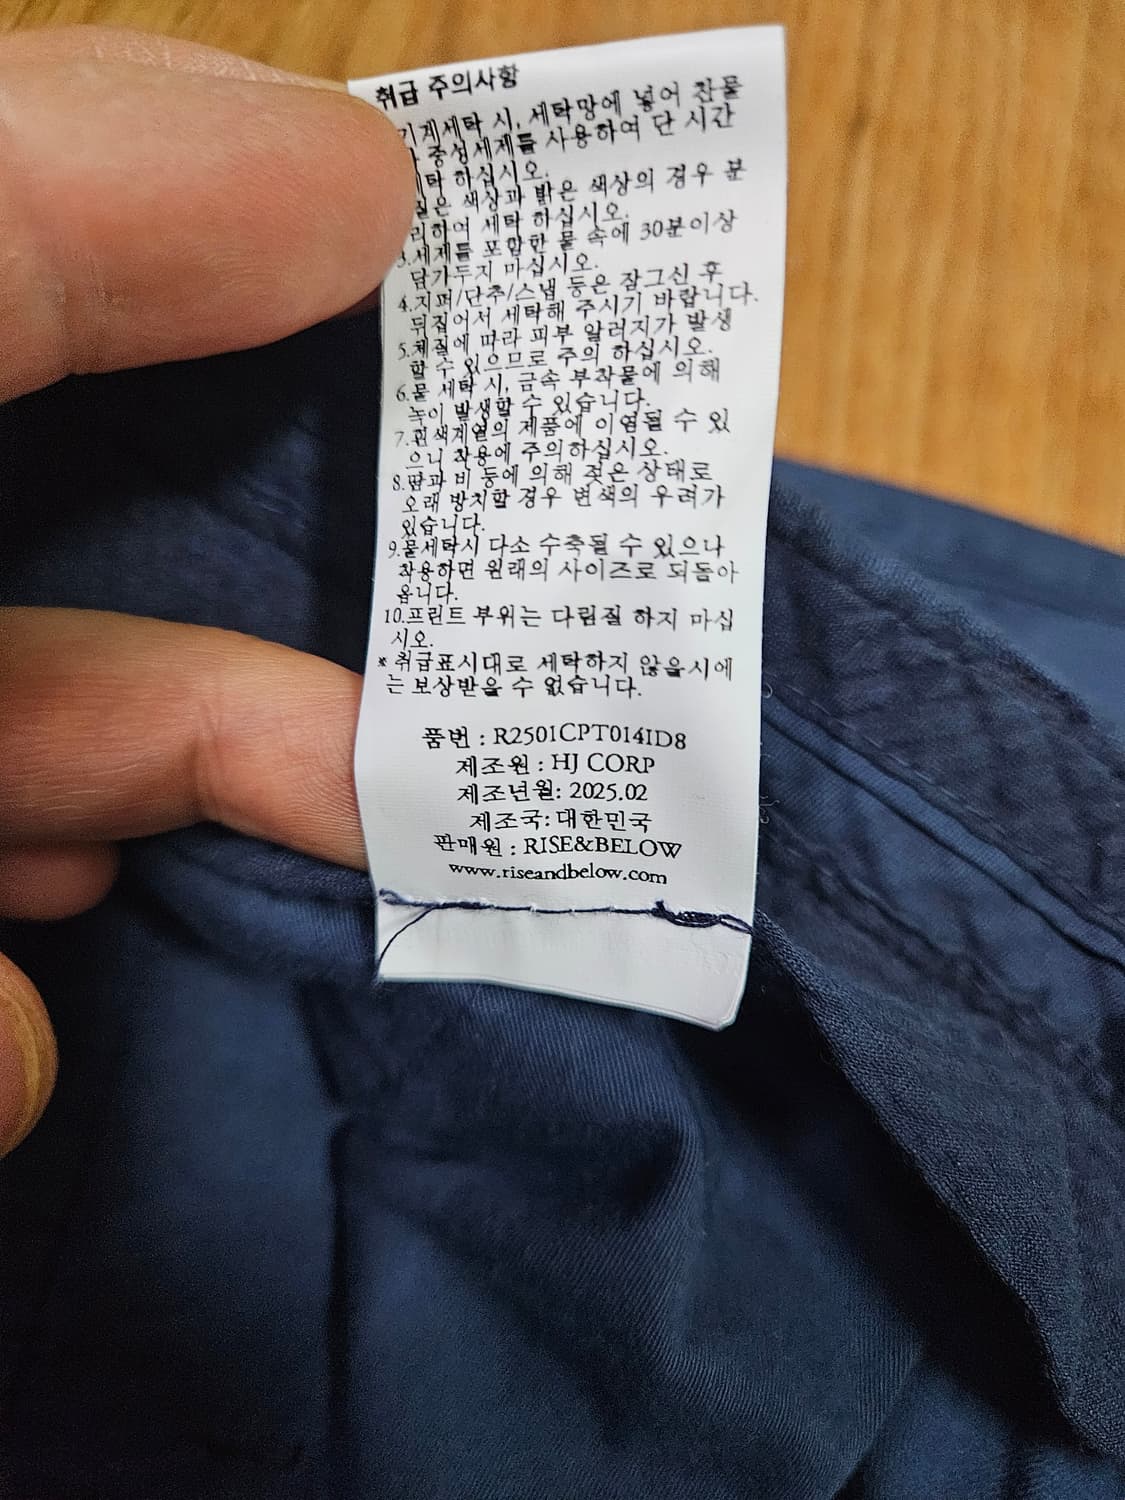 취급 주의사항
기계세탁 시, 세탁망에 넣어 찬물
중성세제를 사용하여 단 시간
하십시오.
짙은 색상과 밝은 색상의 경우 분
리하여 세탁 하십시오.
3.세제를 포함한 물 속에 30분이상
담가두지 마십시오.
4.지퍼/단추/스냅 등은 잠그신 후
뒤집어서 세탁해 주시기 바랍니다.
5.체질에 따라 피부 알러지가 발생
할 수 있으므로 주의 하십시오.
6.물 세탁 시, 금속 부착물에 의해
녹이 발생할 수 있습니다.
7.흰색계열의 제품에 이염될 수 있
으니 착용에 주의하십시오.
8.땀과 비 등에 의해 젖은 상태로
오래 방치할 경우 변색의 우려가
있습니다.
9.물세탁시 다소 수축될 수 있으나
착용하면 원래의 사이즈로 되돌아
옵니다.
10.프린트 부위는 다림질 하지 마십
시오.
* 취급표시대로 세탁하지 않을시에
는 보상받을 수 없습니다.
품번 : R2501CPT014ID8
제조원 : HJ CORP
제조년월: 2025.02
제조국: 대한민국
판매원 : RISE&BELOW
www.riseandbelow.com